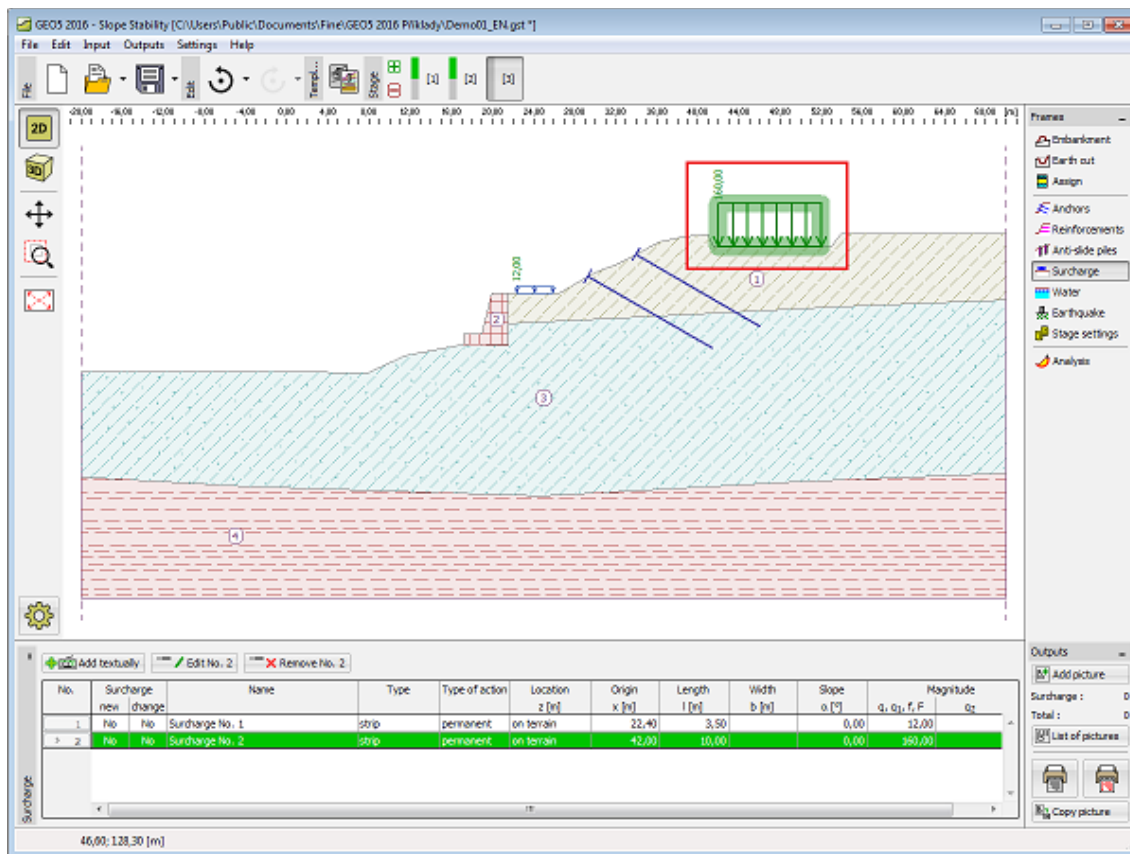 GEO5 2016 - Slope Stability [C:\Users\Public\Documents\Fine\GEO5 2016 Příklady\Demo01_EN.gst *]
File Edit Input Outputs Settings Help
File Edit Templ... Stage [1] [2] [3]
-20,00 -16,00 -12,00 -8,00 -4,00 0,00 4,00 8,00 12,00 16,00 20,00 24,00 28,00 32,00 36,00 40,00 44,00 48,00 52,00 56,00 60,00 64,00 68,00 [m]
2D
3D
160,00
12,00
1
2
3
4
Frames
Embankment
Earth cut
Assign
Anchors
Reinforcements
Anti-slide piles
Surcharge
Water
Earthquake
Stage settings
Analysis
Outputs
Add picture
Surcharge : 0
Total : 0
List of pictures
Copy picture
Surcharge
Add textually Edit No. 2 Remove No. 2
No. Surcharge Name Type Type of action Location Origin Length Width Slope Magnitude
new change z [m] x [m] l [m] b [m] α [°] q, q1, f, F q2
1 No No Surcharge No. 1 strip permanent on terrain 22,40 3,50 0,00 12,00
> 2 No No Surcharge No. 2 strip permanent on terrain 42,00 10,00 0,00 160,00
46,60; 128,30 [m]